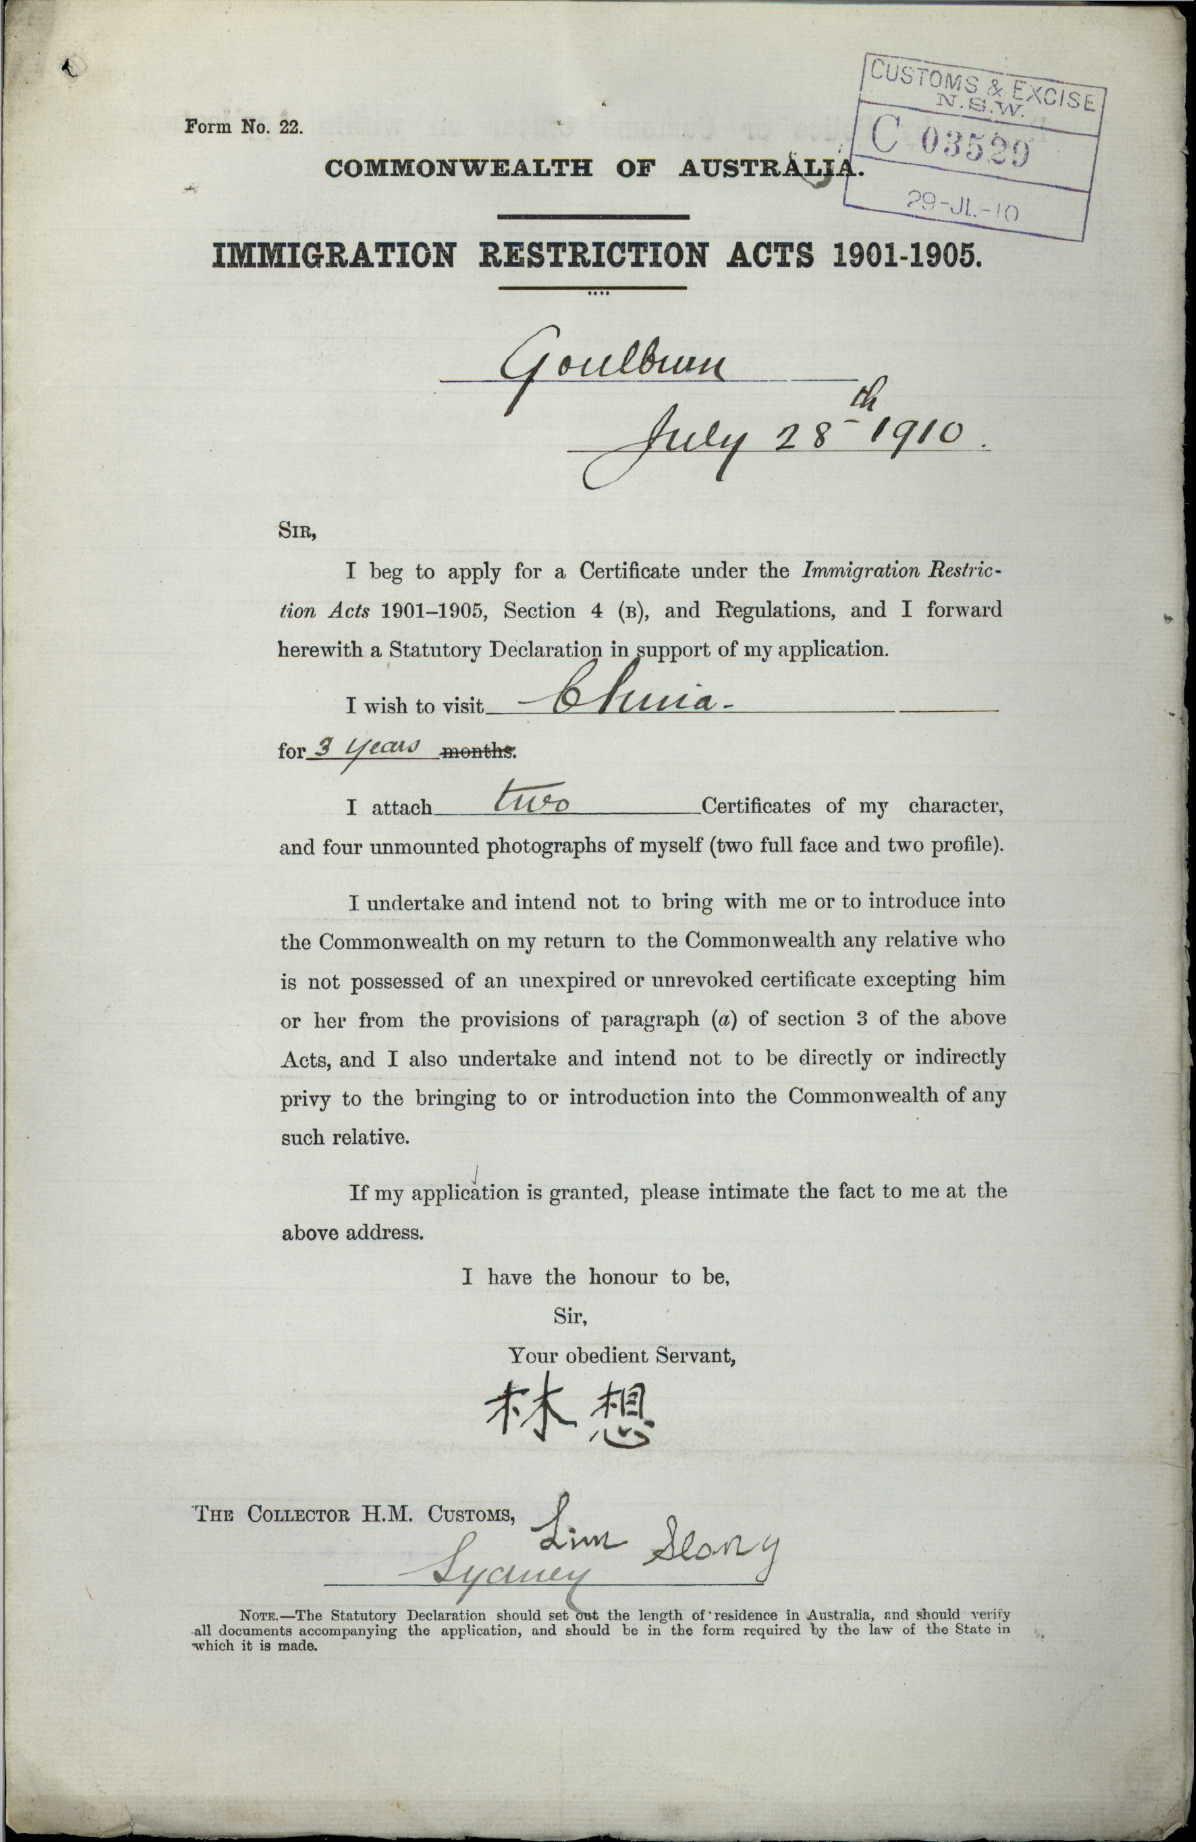 CUSTOMS & EXCISE
N.S.W.
C 03529
29-JL-10
Form No. 22.
COMMONWEALTH OF AUSTRALIA.
IMMIGRATION RESTRICTION ACTS 1901-1905.
Goulburn
July 28th 1910.
SIR,
I beg to apply for a Certificate under the Immigration Restric-
tion Acts 1901–1905, Section 4 (B), and Regulations, and I forward
herewith a Statutory Declaration in support of my application.
I wish to visit China-
for 3 years months.
I attach two Certificates of my character,
and four unmounted photographs of myself (two full face and two profile).
I undertake and intend not to bring with me or to introduce into
the Commonwealth on my return to the Commonwealth any relative who
is not possessed of an unexpired or unrevoked certificate excepting him
or her from the provisions of paragraph (a) of section 3 of the above
Acts, and I also undertake and intend not to be directly or indirectly
privy to the bringing to or introduction into the Commonwealth of any
such relative.
If my application is granted, please intimate the fact to me at the
above address.
I have the honour to be,
Sir,
Your obedient Servant,
林想
THE COLLECTOR H.M. CUSTOMS,
Lim Seong
Sydney
NOTE.—The Statutory Declaration should set out the length of residence in Australia, and should verify
all documents accompanying the application, and should be in the form required by the law of the State in
which it is made.